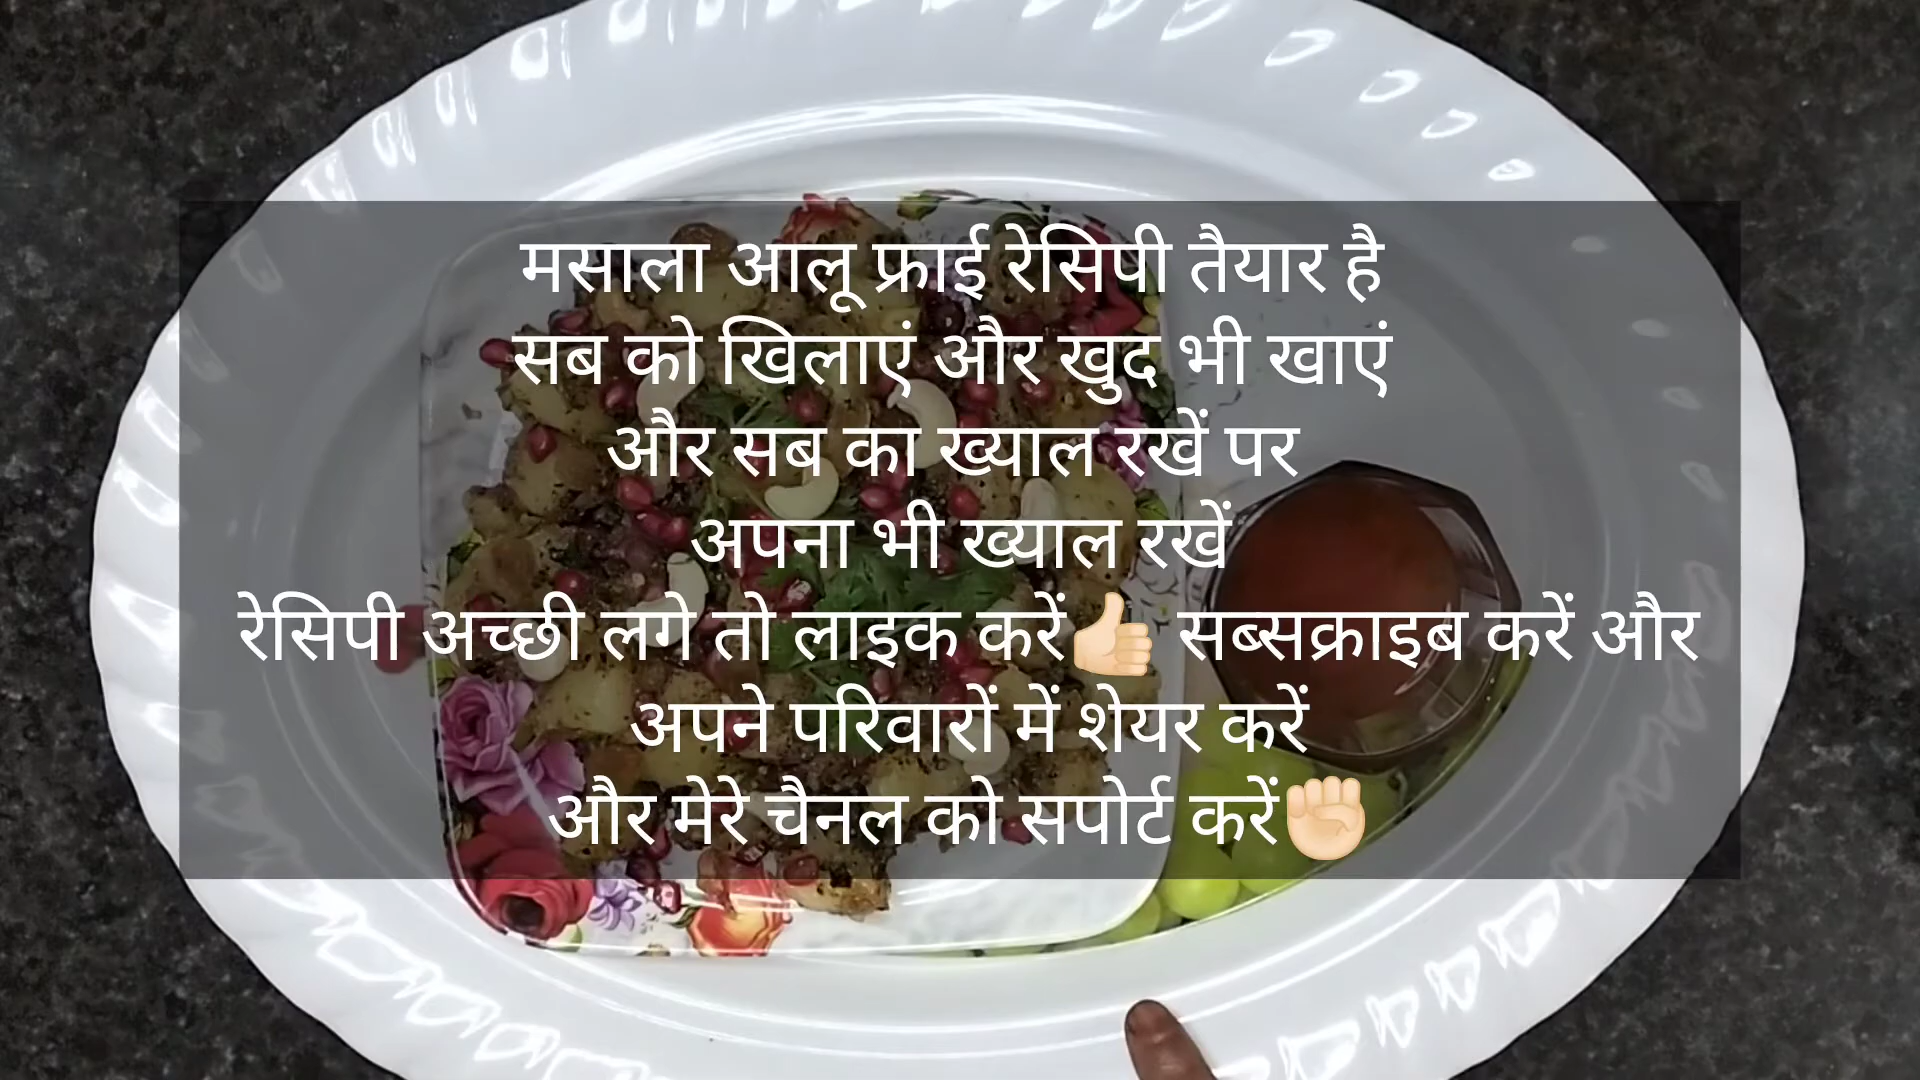 मसाला आलू फ्राई रेसिपी तैयार है
सब को खिलाएं और खुद भी खाएं
और सब का ख्याल रखें पर
अपना भी ख्याल रखें
रेसिपी अच्छी लगे तो लाइक करें👍🏻 सब्सक्राइब करें और
अपने परिवारों में शेयर करें
और मेरे चैनल को सपोर्ट करें✊🏻